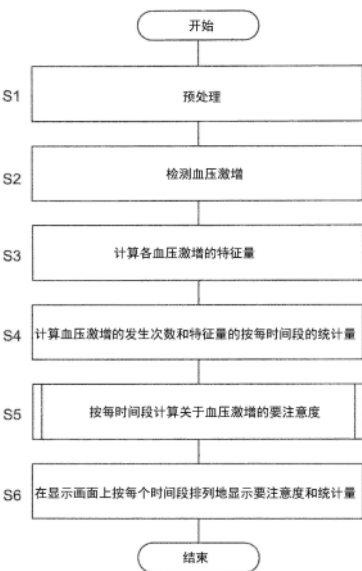 开始
S1 预处理
S2 检测血压激增
S3 计算各血压激增的特征量
S4 计算血压激增的发生次数和特征量的按每时间段的统计量
S5 按每时间段计算关于血压激增的要注意度
S6 在显示画面上按每个时间段排列地显示要注意度和统计量
结束